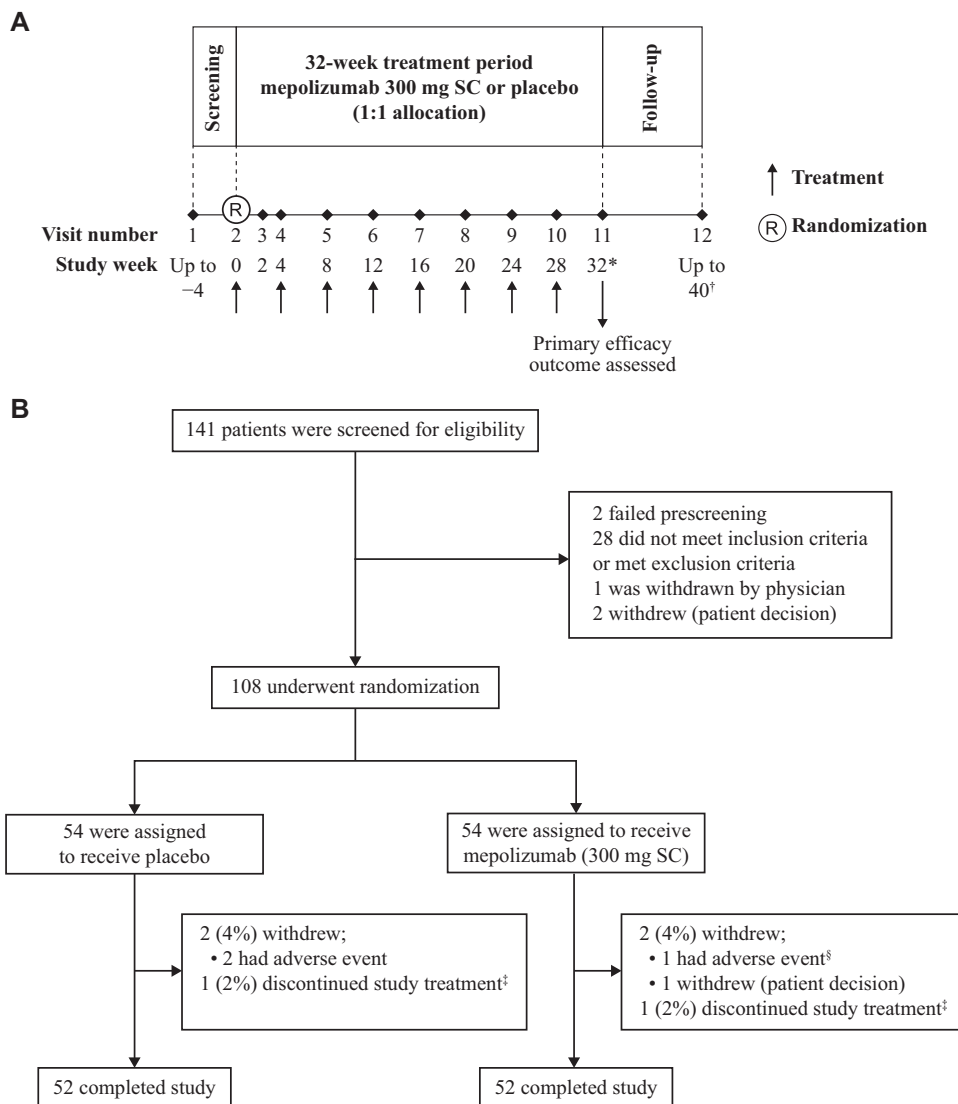 A
Screening
32-week treatment period
mepolizumab 300 mg SC or placebo
(1:1 allocation)
Follow-up
R
Treatment
R Randomization
Visit number 1 2 3 4 5 6 7 8 9 10 11 12
Study week Up to 0 2 4 8 12 16 20 24 28 32* Up to
−4 40†
Primary efficacy
outcome assessed
B
141 patients were screened for eligibility
2 failed prescreening
28 did not meet inclusion criteria
or met exclusion criteria
1 was withdrawn by physician
2 withdrew (patient decision)
108 underwent randomization
54 were assigned
to receive placebo
54 were assigned to receive
mepolizumab (300 mg SC)
2 (4%) withdrew;
• 2 had adverse event
1 (2%) discontinued study treatment‡
2 (4%) withdrew;
• 1 had adverse event§
• 1 withdrew (patient decision)
1 (2%) discontinued study treatment‡
52 completed study
52 completed study